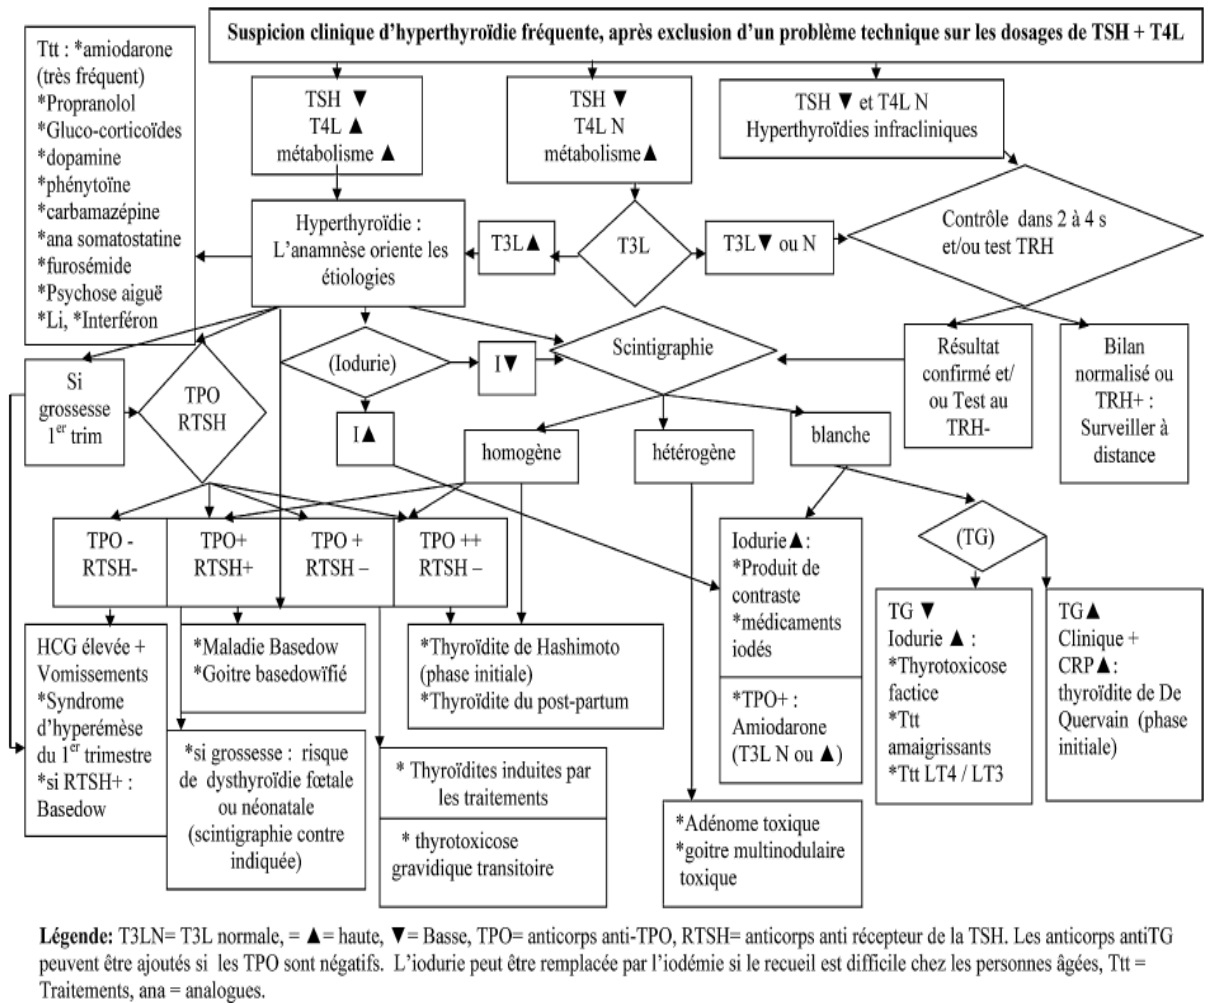 Suspicion clinique d'hyperthyroïdie fréquente, après exclusion d'un problème technique sur les dosages de TSH + T4L
Ttt : *amiodarone
(très fréquent)
*Propranolol
*Gluco-corticoïdes
*dopamine
*phénytoïne
*carbamazépine
*ana somatostatine
*furosémide
*Psychose aiguë
*Li, *Interféron
TSH ▼
T4L ▲
métabolisme ▲
TSH ▼
T4L N
métabolisme▲
TSH ▼ et T4L N
Hyperthyroïdies infracliniques
Hyperthyroïdie :
L'anamnèse oriente les
étiologies
T3L▲
T3L
T3L▼ ou N
Contrôle dans 2 à 4 s
et/ou test TRH
Si
grossesse
1er trim
TPO
RTSH
(Iodurie)
I▼
I▲
Scintigraphie
Résultat
confirmé et/
ou Test au
TRH-
Bilan
normalisé ou
TRH+ :
Surveiller à
distance
homogène
hétérogène
blanche
TPO -
RTSH-
TPO+
RTSH+
TPO +
RTSH –
TPO ++
RTSH –
Iodurie▲:
*Produit de
contraste
*médicaments
iodés
*TPO+ :
Amiodarone
(T3L N ou ▲)
(TG)
TG ▼
Iodurie ▲ :
*Thyrotoxicose
factice
*Ttt
amaigrissants
*Ttt LT4 / LT3
TG▲
Clinique +
CRP▲:
thyroïdite de De
Quervain (phase
initiale)
HCG élevée +
Vomissements
*Syndrome
d'hyperémèse
du 1er trimestre
*si RTSH+ :
Basedow
*Maladie Basedow
*Goitre basedowïfié
*Thyroïdite de Hashimoto
(phase initiale)
*Thyroïdite du post-partum
*si grossesse : risque
de dysthyroïdie fœtale
ou néonatale
(scintigraphie contre
indiquée)
* Thyroïdites induites par
les traitements
* thyrotoxicose
gravidique transitoire
*Adénome toxique
*goitre multinodulaire
toxique
Légende: T3LN= T3L normale, = ▲= haute, ▼= Basse, TPO= anticorps anti-TPO, RTSH= anticorps anti récepteur de la TSH. Les anticorps antiTG
peuvent être ajoutés si les TPO sont négatifs. L'iodurie peut être remplacée par l'iodémie si le recueil est difficile chez les personnes âgées, Ttt =
Traitements, ana = analogues.